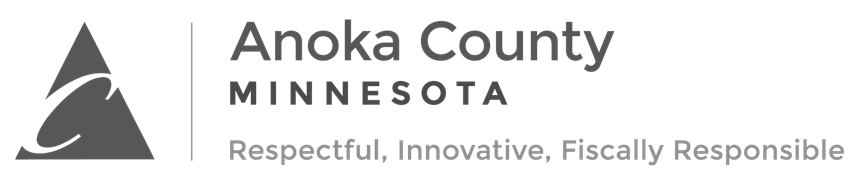 C
Anoka County
MINNESOTA
Respectful, Innovative, Fiscally Responsible